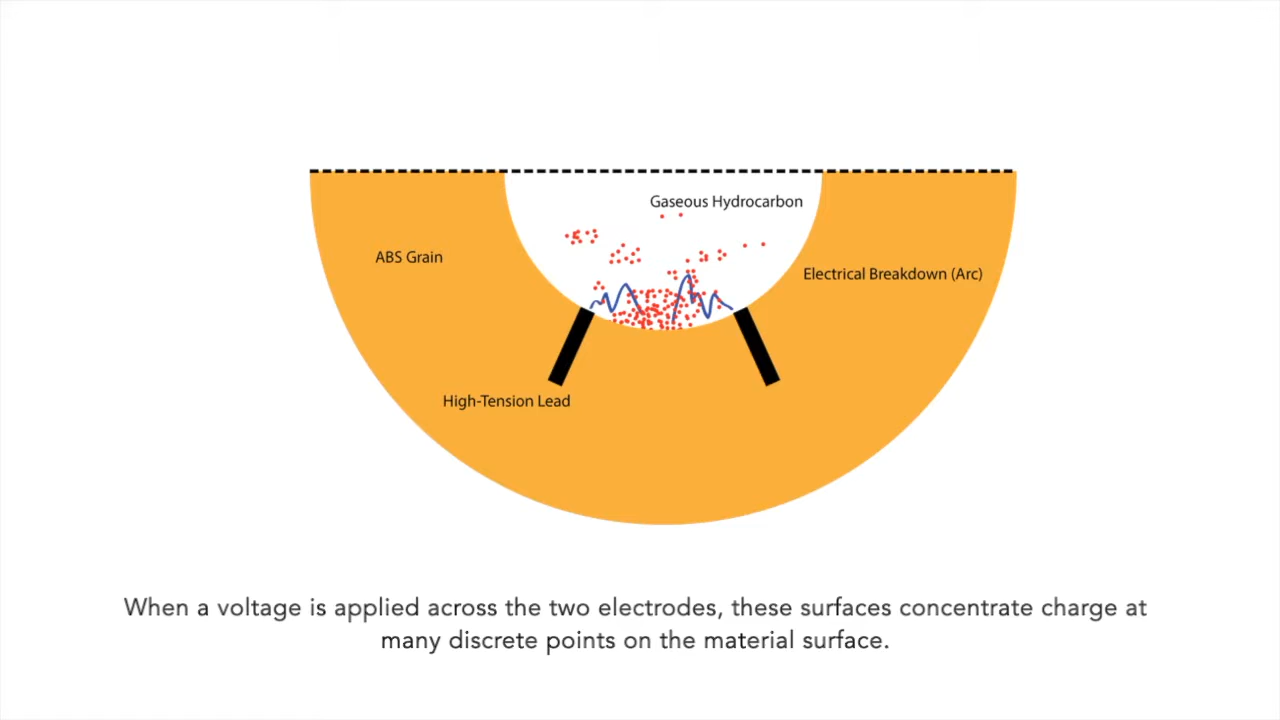 Gaseous Hydrocarbon
ABS Grain
Electrical Breakdown (Arc)
High-Tension Lead
When a voltage is applied across the two electrodes, these surfaces concentrate charge at
many discrete points on the material surface.